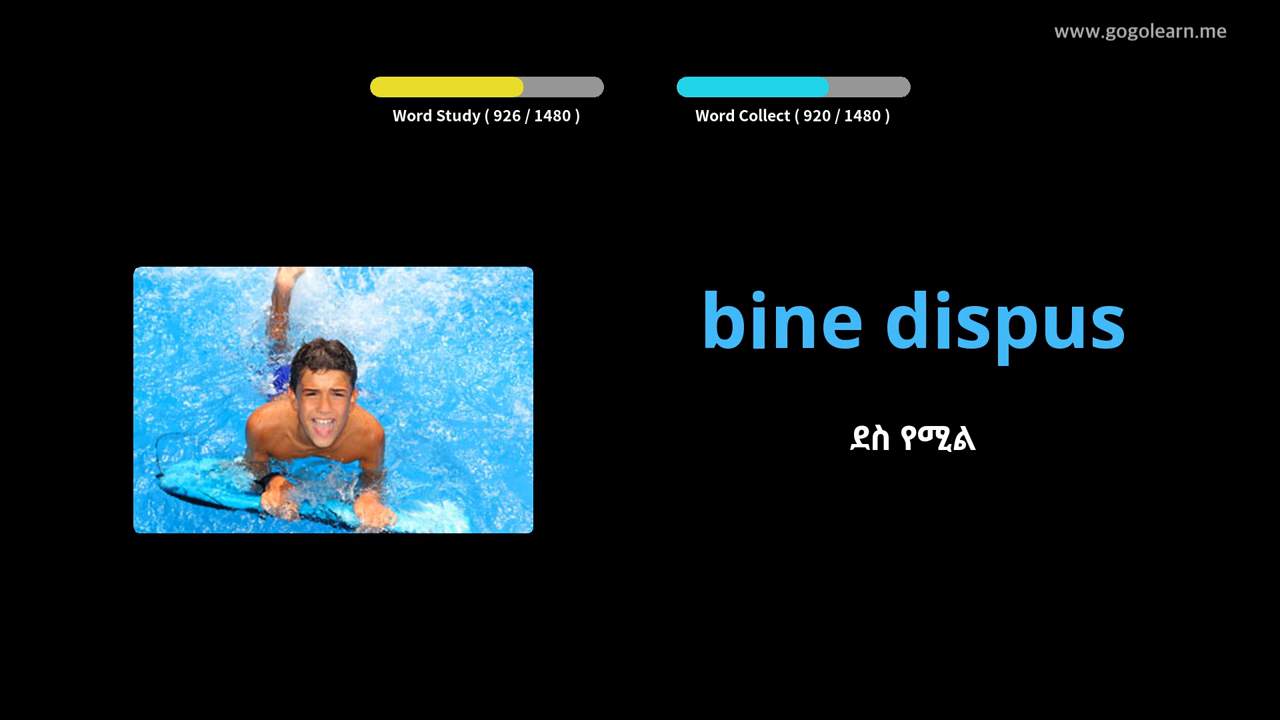 www.gogolearn.me
Word Study ( 926 / 1480 )
Word Collect ( 920 / 1480 )
bine dispus
ደስ የሚል